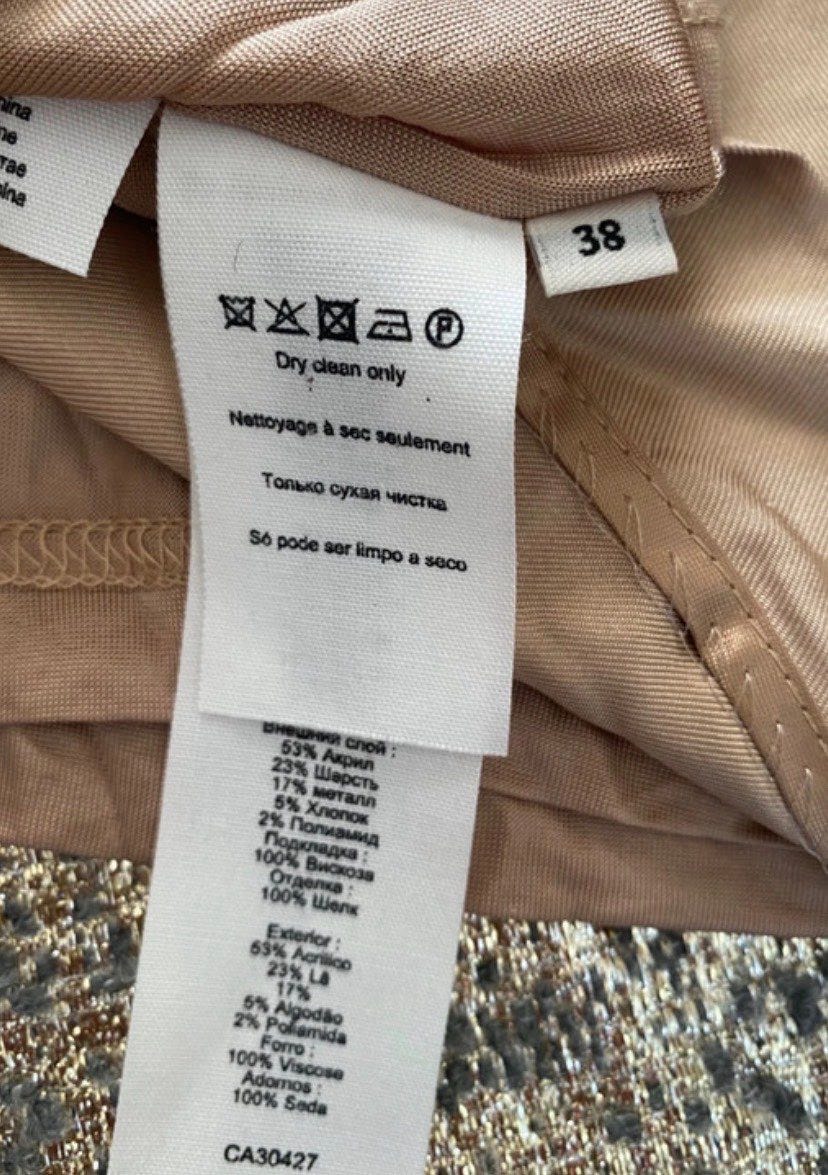 38
Dry clean only
Nettoyage à sec seulement
Только сухая чистка
Só pode ser limpo a seco
Внешний слой :
53% Акрил
23% Шерсть
17% металл
5% Хлопок
2% Полиамид
Подкладка :
100% Вискоза
Отделка :
100% Шелк
Exterior :
53% Acrílico
23% Lã
17%
5% Algodão
2% Poliamida
Forro :
100% Viscose
Adornos :
100% Seda
CA30427